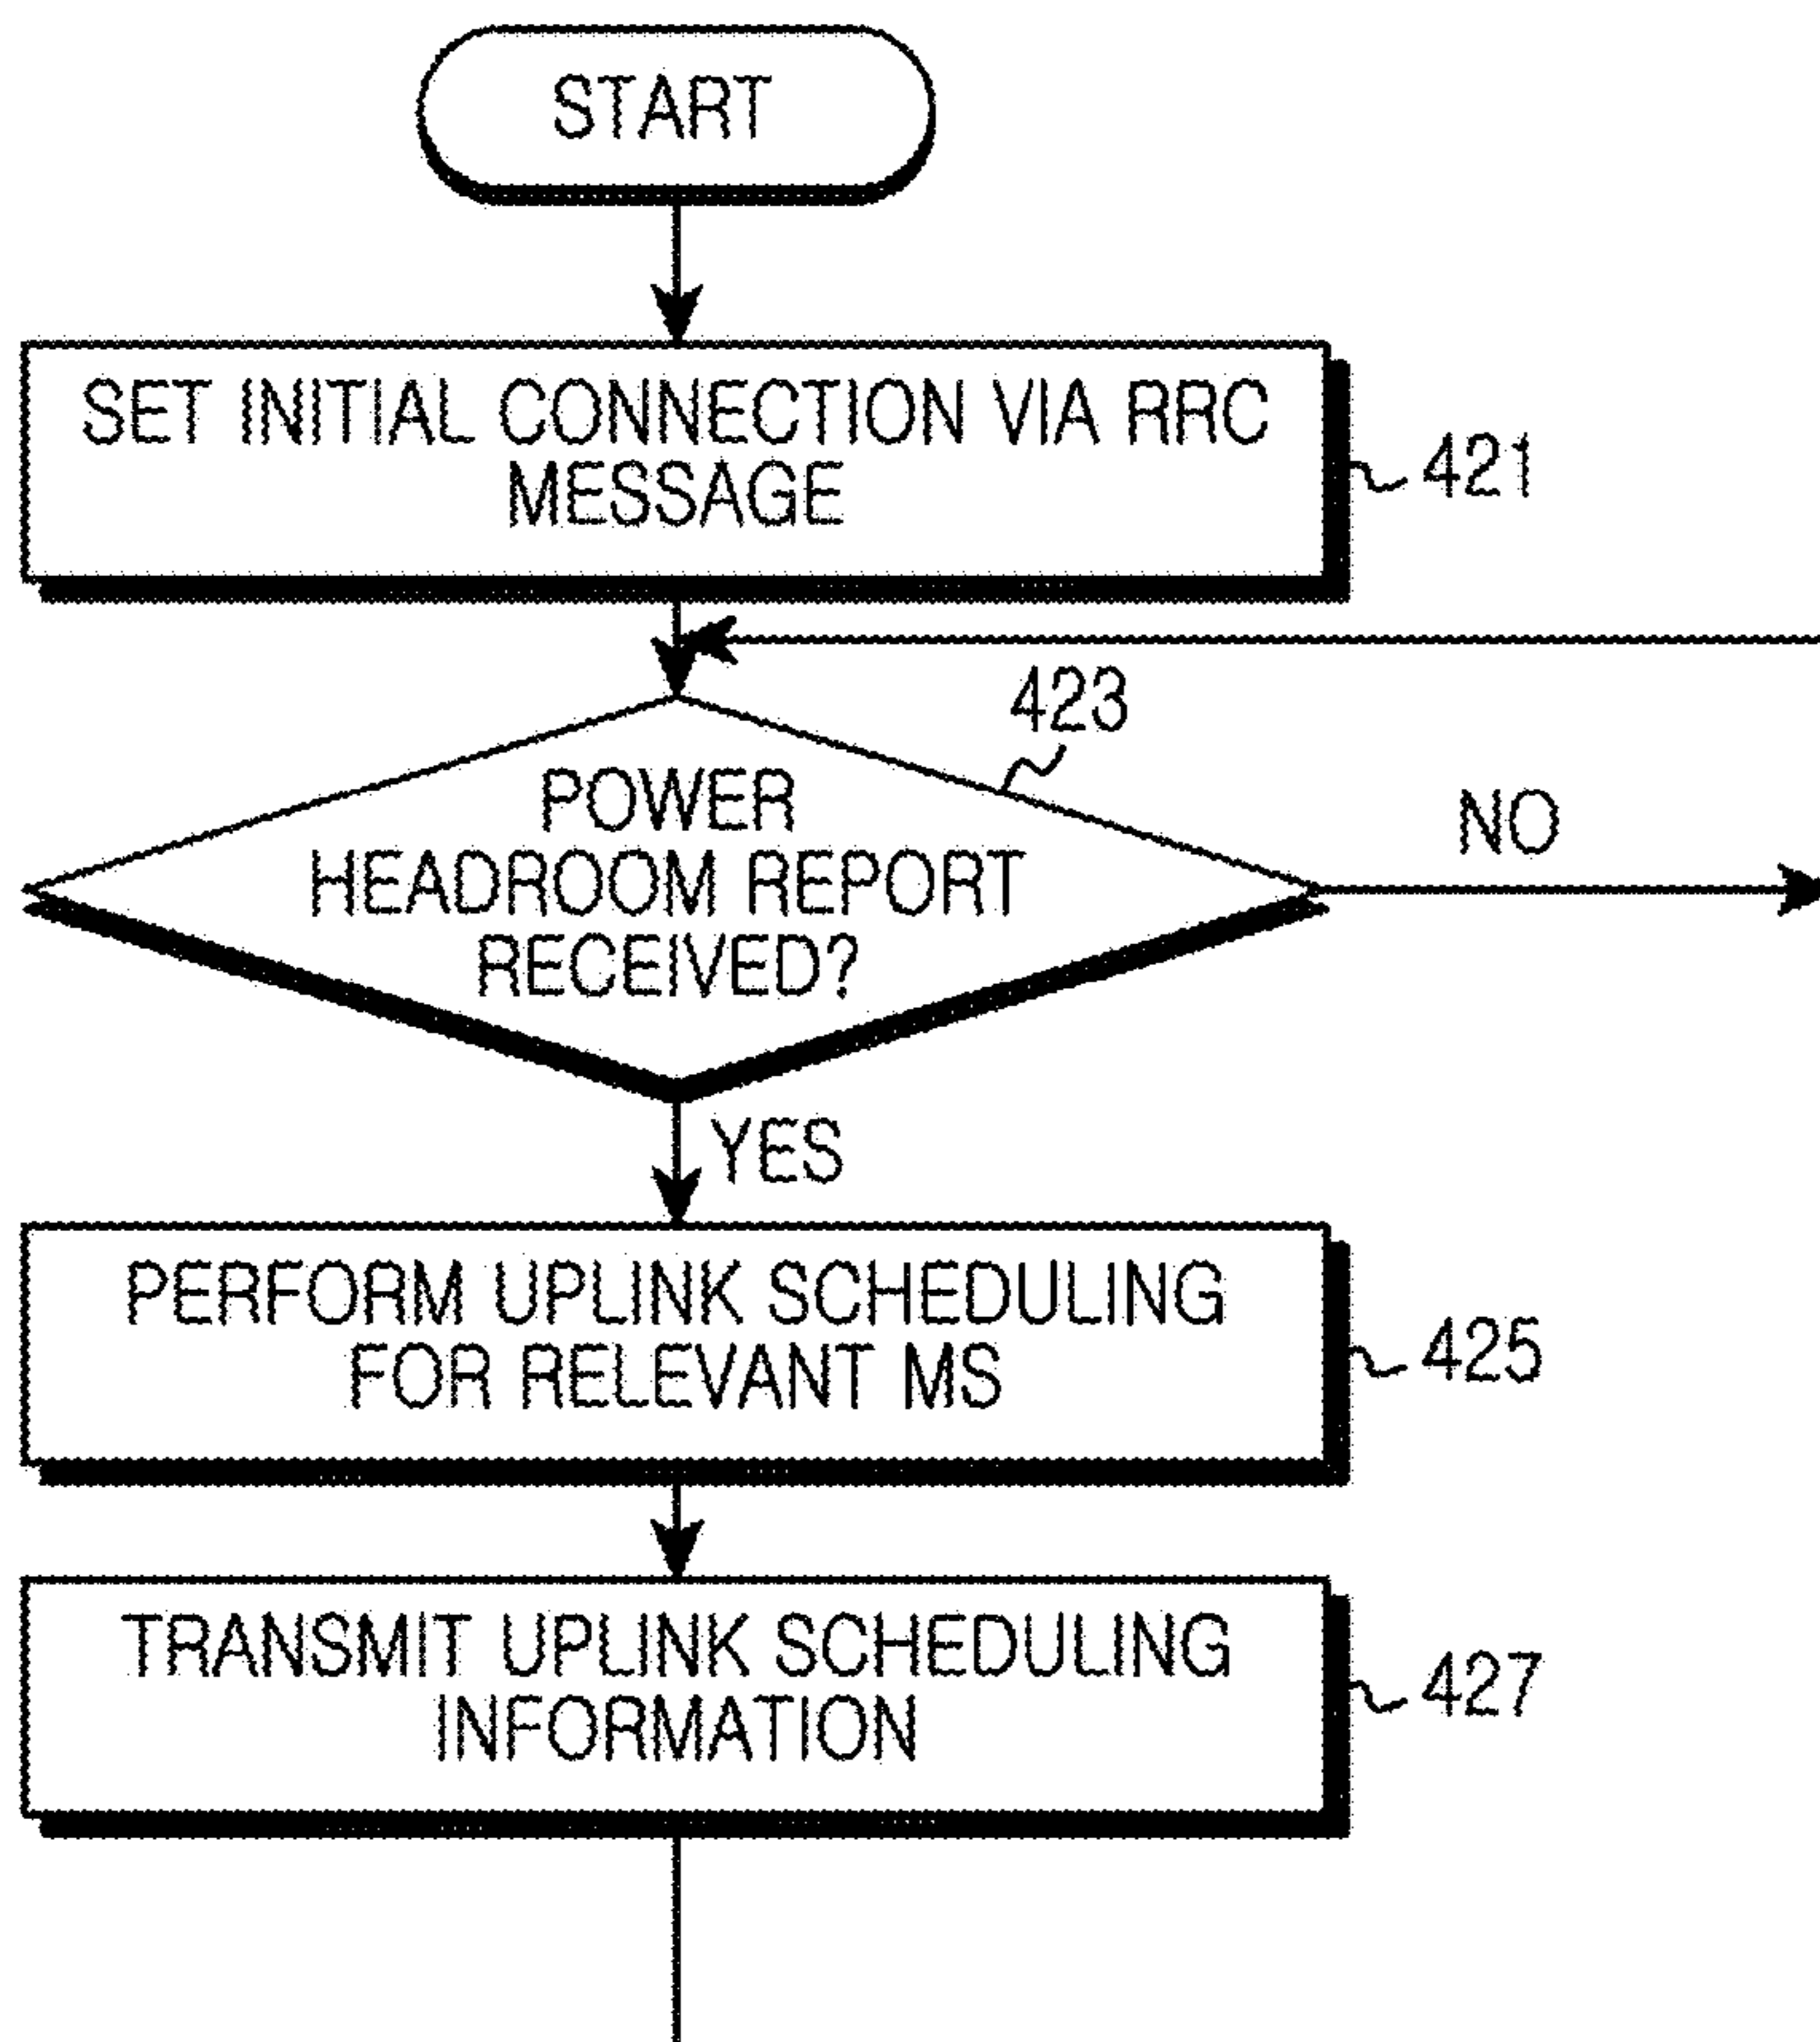 START
SET INITIAL CONNECTION VIA RRC
MESSAGE
421
423
POWER
HEADROOM REPORT
RECEIVED?
NO
YES
PERFORM UPLINK SCHEDULING
FOR RELEVANT MS
425
TRANSMIT UPLINK SCHEDULING
INFORMATION
427